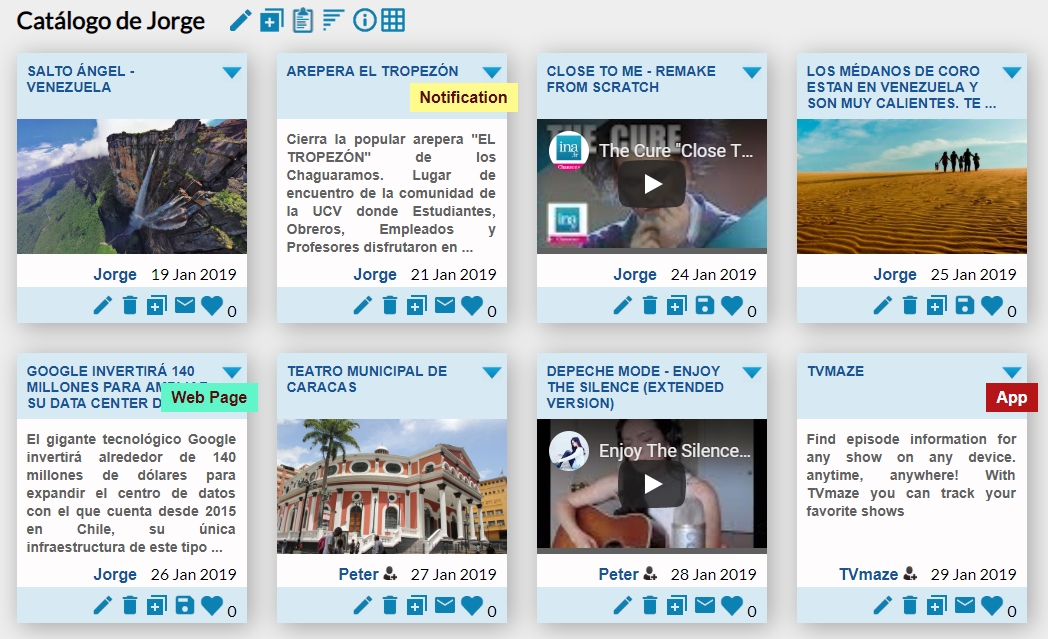 Catálogo de Jorge
SALTO ÁNGEL -
VENEZUELA
Jorge 19 Jan 2019
0
AREPERA EL TROPEZÓN
Notification
Cierra la popular arepera "EL
TROPEZÓN" de los
Chaguaramos. Lugar de
encuentro de la comunidad de
la UCV donde Estudiantes,
Obreros, Empleados y
Profesores disfrutaron en ...
Jorge 21 Jan 2019
0
CLOSE TO ME - REMAKE
FROM SCRATCH
THE CURE
ina
The Cure "Close T...
ina
Jorge 24 Jan 2019
0
LOS MÉDANOS DE CORO
ESTAN EN VENEZUELA Y
SON MUY CALIENTES. TE ...
Jorge 25 Jan 2019
0
GOOGLE INVERTIRÁ 140
MILLONES PARA
SU DATA CENTER
Web Page
El gigante tecnológico Google
invertirá alrededor de 140
millones de dólares para
expandir el centro de datos
con el que cuenta desde 2015
en Chile, su única
infraestructura de este tipo ...
Jorge 26 Jan 2019
0
TEATRO MUNICIPAL DE
CARACAS
Peter 27 Jan 2019
0
DEPECHE MODE - ENJOY
THE SILENCE (EXTENDED
VERSION)
Enjoy The Silence...
Peter 28 Jan 2019
0
TVMAZE
App
Find episode information for
any show on any device.
anytime, anywhere! With
TVmaze you can track your
favorite shows
TVmaze 29 Jan 2019
0